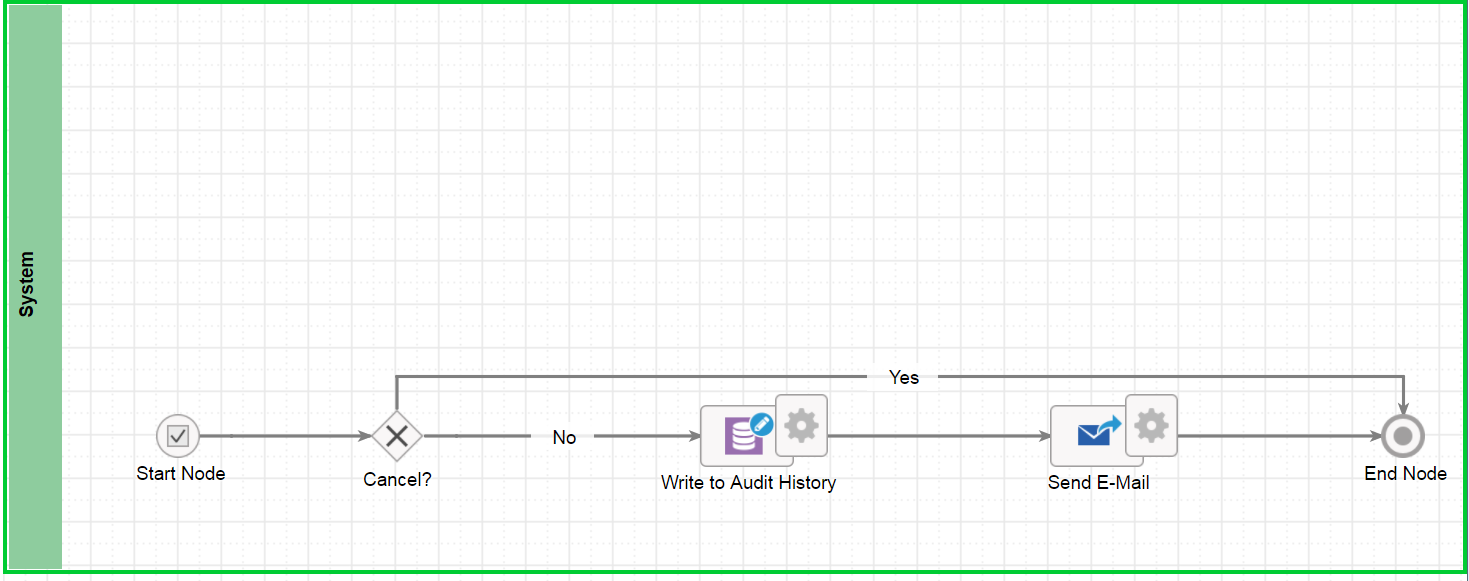 System
Yes
No
Start Node
Cancel?
Write to Audit History
Send E-Mail
End Node